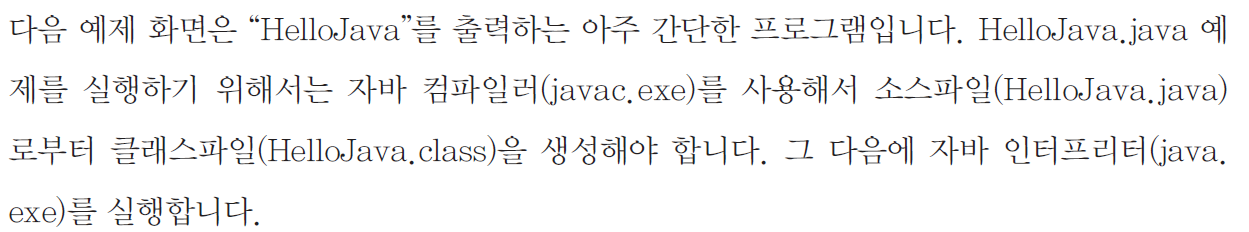 다음 예제 화면은 “HelloJava”를 출력하는 아주 간단한 프로그램입니다. HelloJava.java 예
제를 실행하기 위해서는 자바 컴파일러(javac.exe)를 사용해서 소스파일(HelloJava.java)
로부터 클래스파일(HelloJava.class)을 생성해야 합니다. 그 다음에 자바 인터프리터(java.
exe)를 실행합니다.